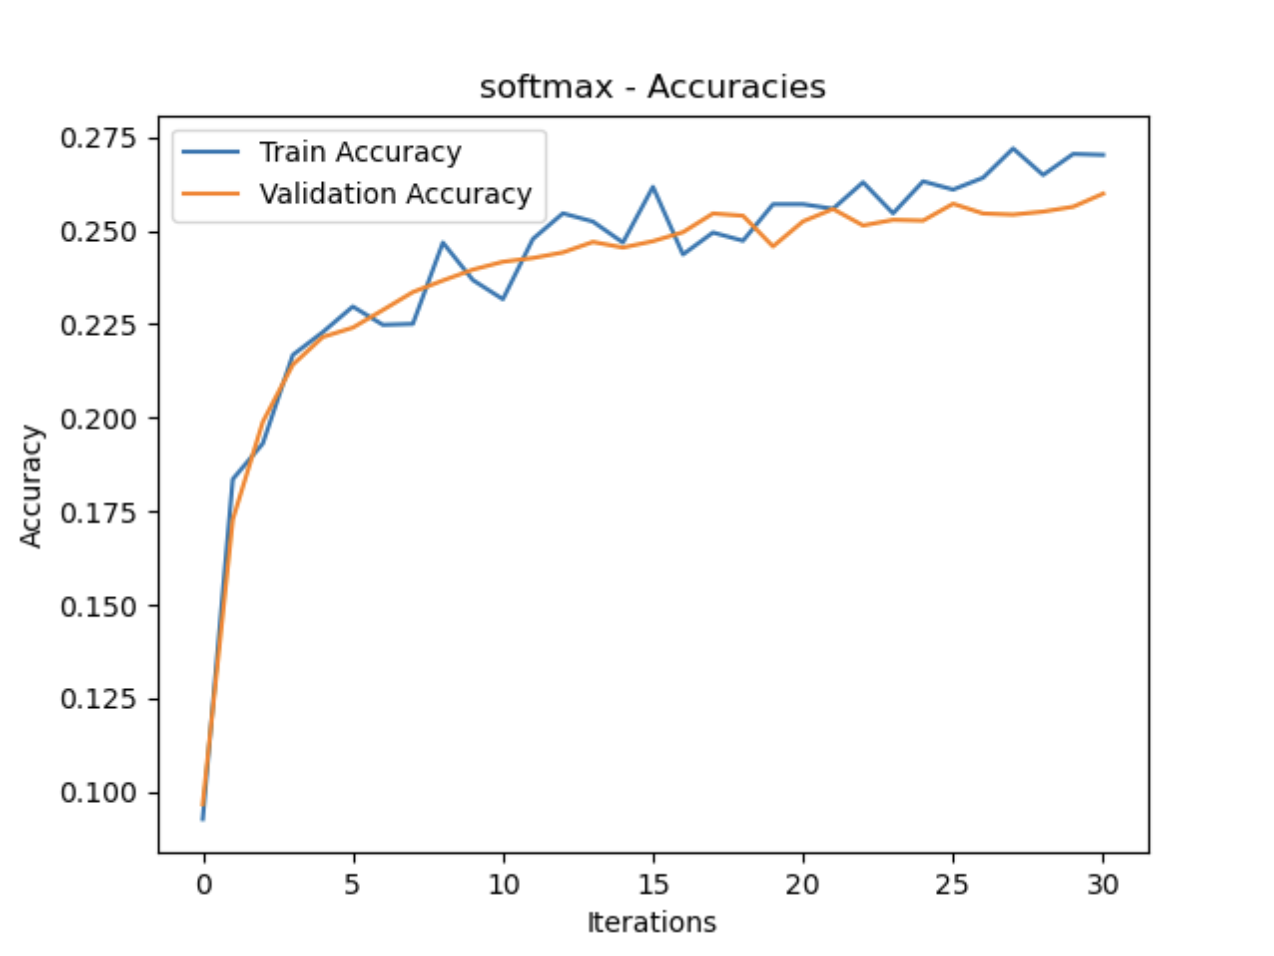 softmax - Accuracies
Train Accuracy
Validation Accuracy
0.275
0.250
0.225
0.200
0.175
0.150
0.125
0.100
Accuracy
0 5 10 15 20 25 30
Iterations